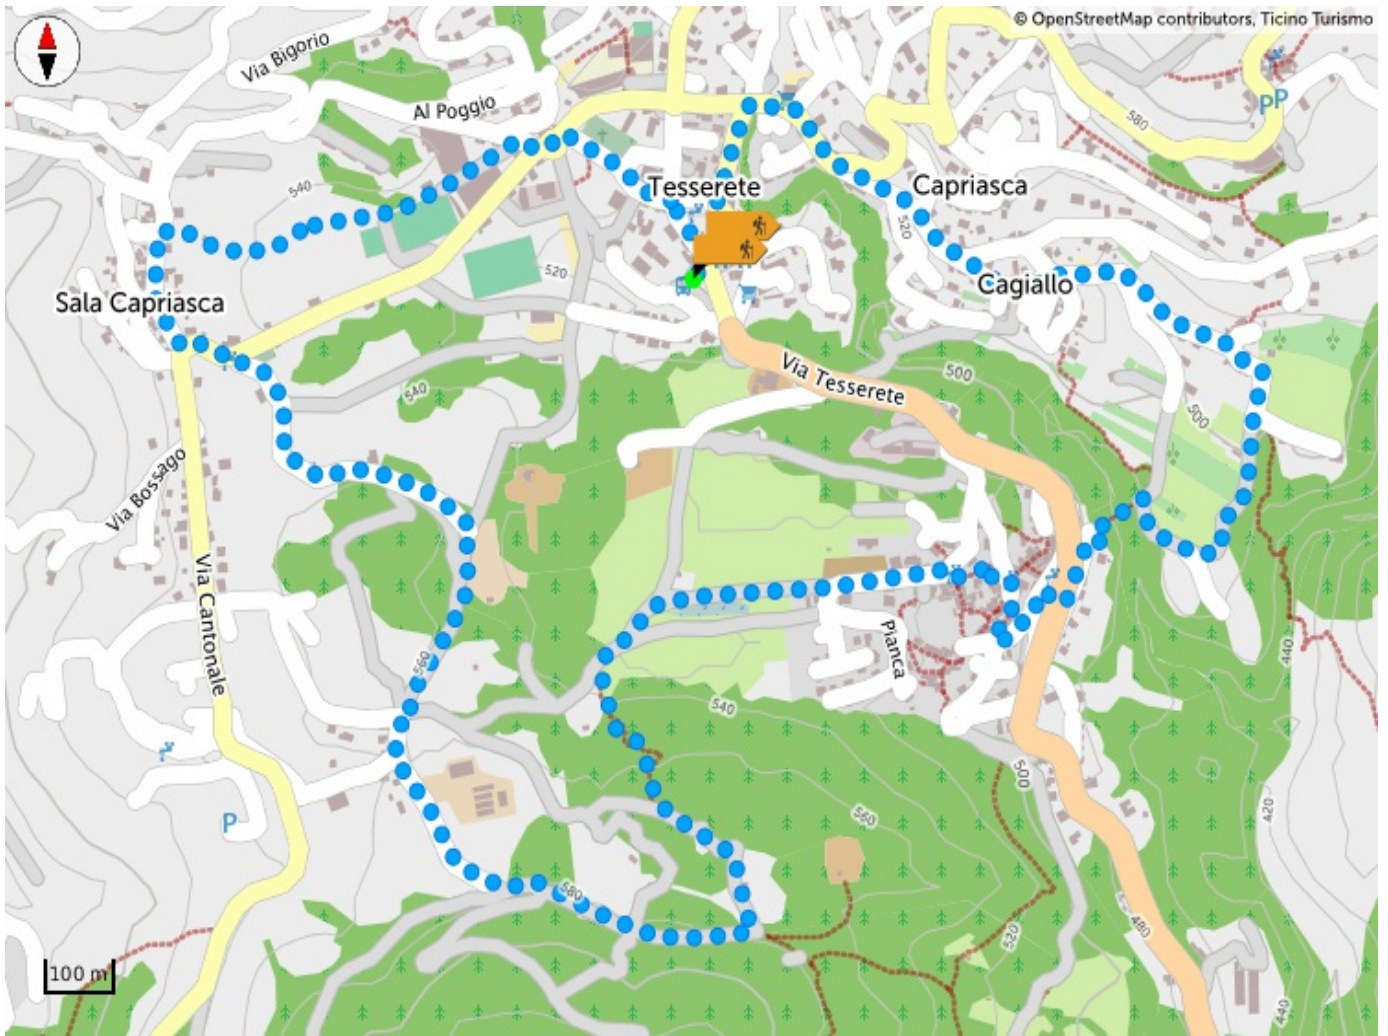 © OpenStreetMap contributors, Ticino Turismo
Via Bigorio
Al Poggio
PP
580
540
Tesserete
Capriasca
520
520
Cagiallo
Sala Capriasca
Via Tesserete
540
500
500
Via Bossago
Via Cantonale
Pianca
440
560
540
500
560
420
P
580
480
520
100 m
440